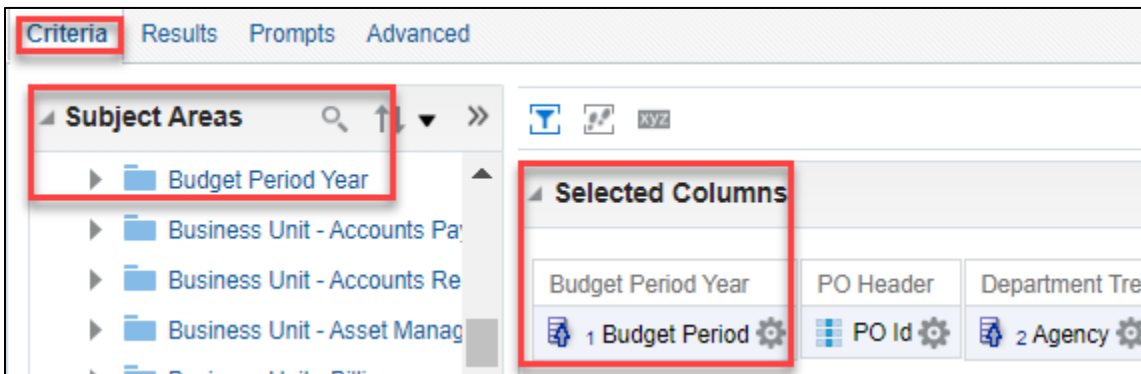 Criteria Results Prompts Advanced
Subject Areas
xyz
Budget Period Year
Selected Columns
Business Unit - Accounts Pa
Business Unit - Accounts Re
Budget Period Year PO Header Department Tre
Business Unit - Asset Manag
1 Budget Period PO Id 2 Agency